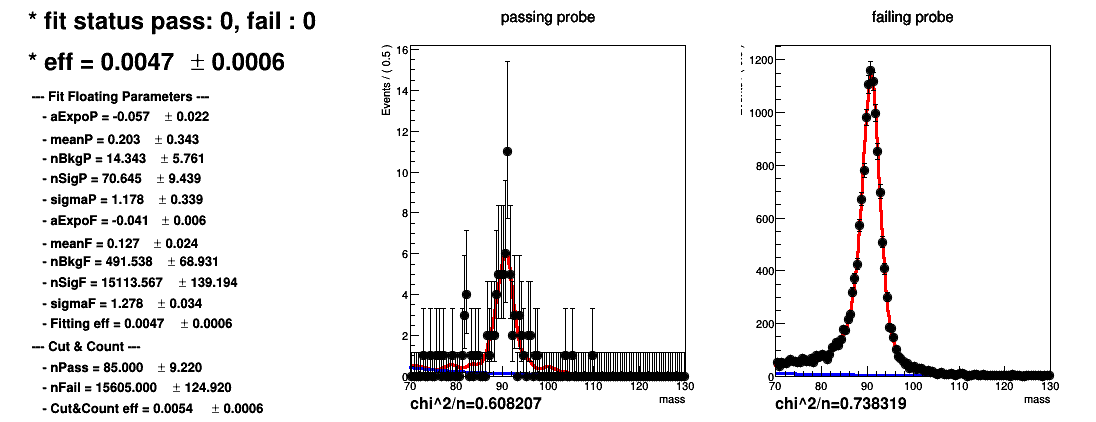 * fit status pass: 0, fail : 0
* eff = 0.0047 ± 0.0006
--- Fit Floating Parameters ---
- aExpoP = -0.057 ± 0.022
- meanP = 0.203 ± 0.343
- nBkgP = 14.343 ± 5.761
- nSigP = 70.645 ± 9.439
- sigmaP = 1.178 ± 0.339
- aExpoF = -0.041 ± 0.006
- meanF = 0.127 ± 0.024
- nBkgF = 491.538 ± 68.931
- nSigF = 15113.567 ± 139.194
- sigmaF = 1.278 ± 0.034
- Fitting eff = 0.0047 ± 0.0006
--- Cut & Count ---
- nPass = 85.000 ± 9.220
- nFail = 15605.000 ± 124.920
- Cut&Count eff = 0.0054 ± 0.0006
passing probe
Events / ( 0.5 )
16
14
12
10
8
6
4
2
0
70 80 90 100 110 120 130
mass
chi^2/n=0.608207
failing probe
1200
1000
800
600
400
200
0
70 80 90 100 110 120 130
mass
chi^2/n=0.738319